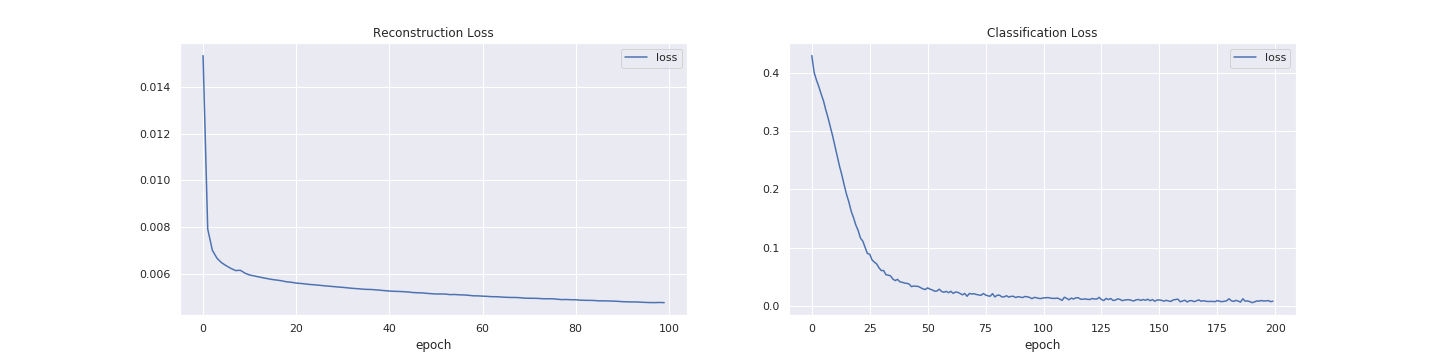 Reconstruction Loss
loss
0.014
0.012
0.010
0.008
0.006
0 20 40 60 80 100
epoch
Classification Loss
loss
0.4
0.3
0.2
0.1
0.0
0 25 50 75 100 125 150 175 200
epoch